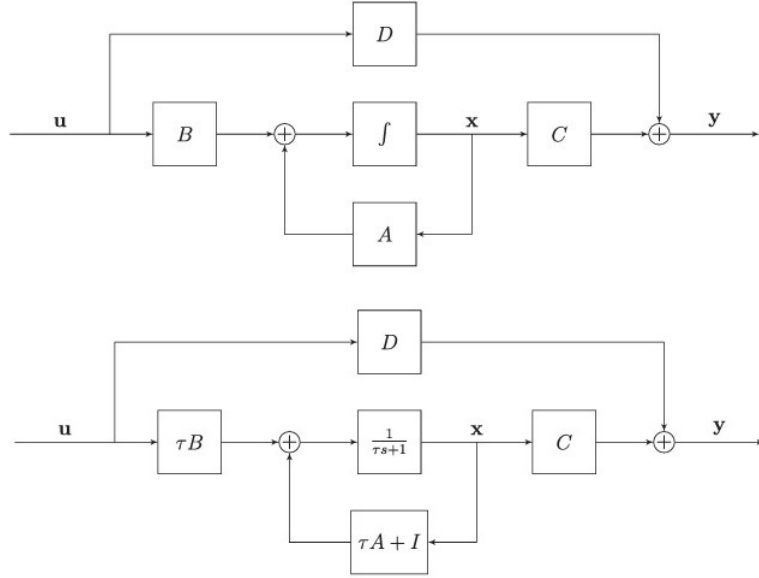 D
u B + ∫ x C + y
A
D
u τB + 1/(τs+1) x C + y
τA + I